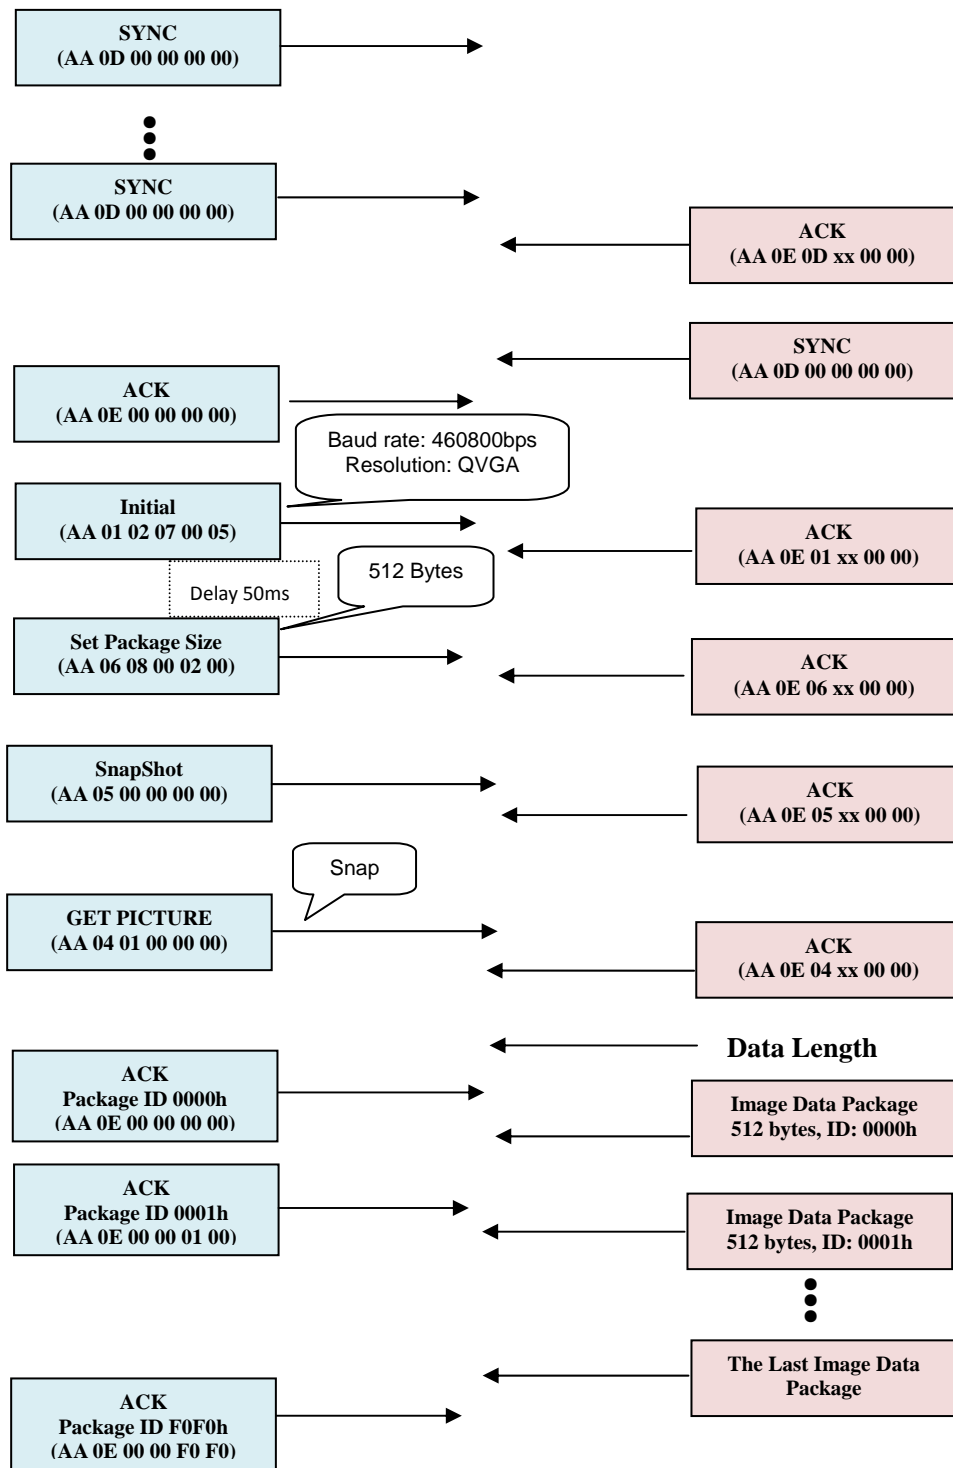 SYNC
(AA 0D 00 00 00 00)
SYNC
(AA 0D 00 00 00 00)
ACK
(AA 0E 0D xx 00 00)
SYNC
(AA 0D 00 00 00 00)
ACK
(AA 0E 00 00 00 00)
Baud rate: 460800bps
Resolution: QVGA
Initial
(AA 01 02 07 00 05)
ACK
(AA 0E 01 xx 00 00)
Delay 50ms
512 Bytes
Set Package Size
(AA 06 08 00 02 00)
ACK
(AA 0E 06 xx 00 00)
SnapShot
(AA 05 00 00 00 00)
ACK
(AA 0E 05 xx 00 00)
Snap
GET PICTURE
(AA 04 01 00 00 00)
ACK
(AA 0E 04 xx 00 00)
Data Length
ACK
Package ID 0000h
(AA 0E 00 00 00 00)
Image Data Package
512 bytes, ID: 0000h
ACK
Package ID 0001h
(AA 0E 00 00 01 00)
Image Data Package
512 bytes, ID: 0001h
The Last Image Data
Package
ACK
Package ID F0F0h
(AA 0E 00 00 F0 F0)